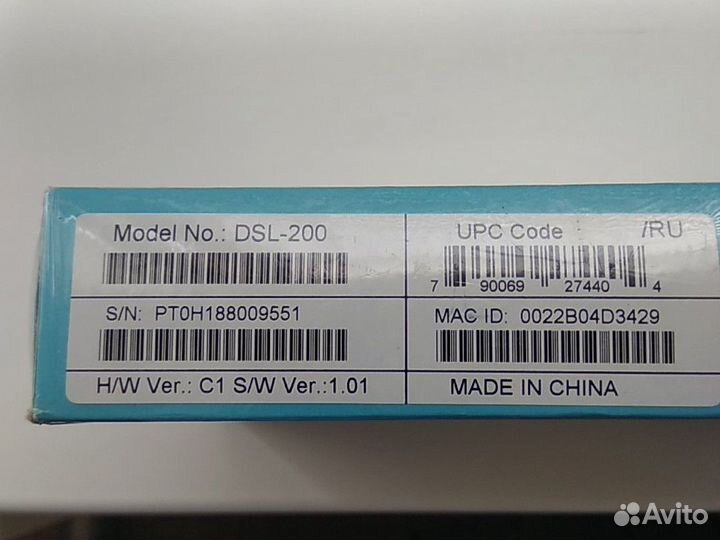 Model No.: DSL-200
UPC Code /RU
7 90069 27440 4
S/N: PT0H188009551
MAC ID: 0022B04D3429
H/W Ver.: C1 S/W Ver.:1.01
MADE IN CHINA
Avito